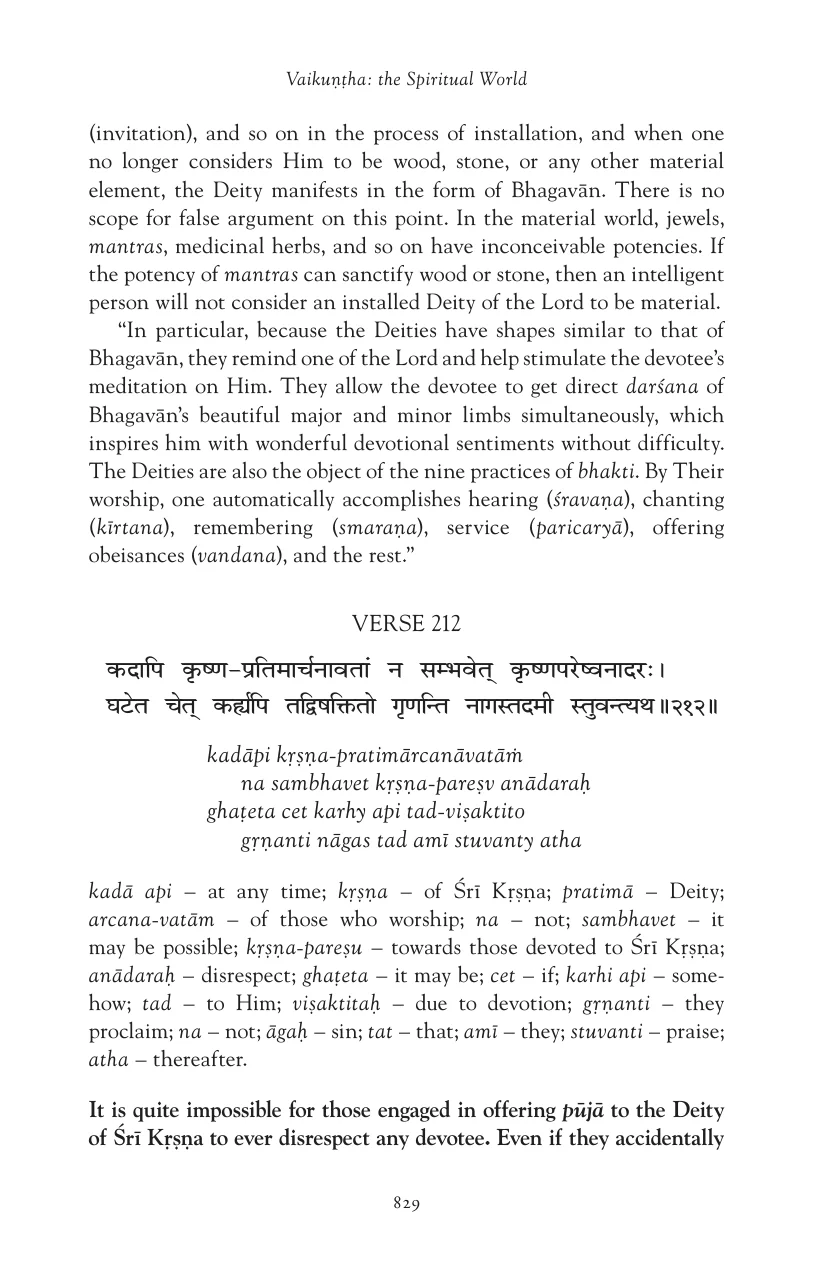 Vaikuṇṭha: the Spiritual World
(invitation), and so on in the process of installation, and when one
no longer considers Him to be wood, stone, or any other material
element, the Deity manifests in the form of Bhagavān. There is no
scope for false argument on this point. In the material world, jewels,
mantras, medicinal herbs, and so on have inconceivable potencies. If
the potency of mantras can sanctify wood or stone, then an intelligent
person will not consider an installed Deity of the Lord to be material.
“In particular, because the Deities have shapes similar to that of
Bhagavān, they remind one of the Lord and help stimulate the devotee’s
meditation on Him. They allow the devotee to get direct darśana of
Bhagavān’s beautiful major and minor limbs simultaneously, which
inspires him with wonderful devotional sentiments without difficulty.
The Deities are also the object of the nine practices of bhakti. By Their
worship, one automatically accomplishes hearing (śravaṇa), chanting
(kīrtana), remembering (smaraṇa), service (paricaryā), offering
obeisances (vandana), and the rest.”
VERSE 212
कदापि कृष्ण-प्रतिमार्चनावतां न सम्भवेत् कृष्णपरेष्वनादरः।
घटेत चेत् कर्ह्यपि तद्विषक्तितो गृणन्ति नागस्तदमी स्तुवन्त्यथ॥२१२॥
kadāpi kṛṣṇa-pratimārcanāvatāṁ
na sambhavet kṛṣṇa-pareṣv anādaraḥ
ghaṭeta cet karhy api tad-viṣaktito
gṛṇanti nāgas tad amī stuvanty atha
kadā api – at any time; kṛṣṇa – of Śrī Kṛṣṇa; pratimā – Deity;
arcana-vatām – of those who worship; na – not; sambhavet – it
may be possible; kṛṣṇa-pareṣu – towards those devoted to Śrī Kṛṣṇa;
anādaraḥ – disrespect; ghaṭeta – it may be; cet – if; karhi api – some-
how; tad – to Him; viṣaktitaḥ – due to devotion; gṛṇanti – they
proclaim; na – not; āgaḥ – sin; tat – that; amī – they; stuvanti – praise;
atha – thereafter.
It is quite impossible for those engaged in offering pūjā to the Deity
of Śrī Kṛṣṇa to ever disrespect any devotee. Even if they accidentally
829